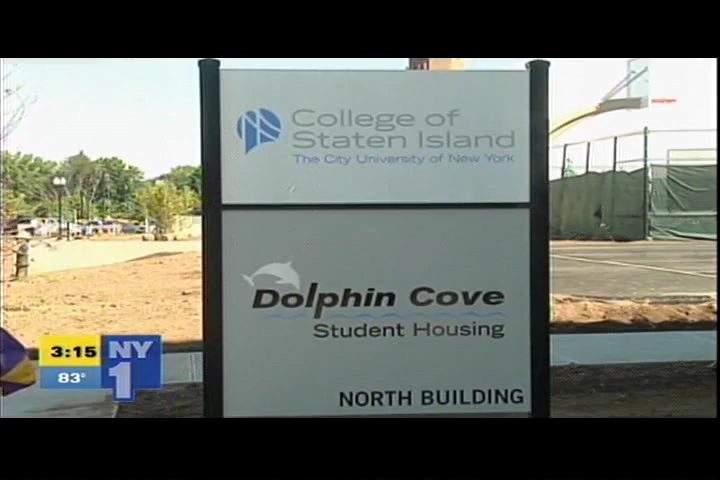 College of
Staten Island
The City University of New York
Dolphin Cove
Student Housing
NORTH BUILDING
3:15
83°
NY
1